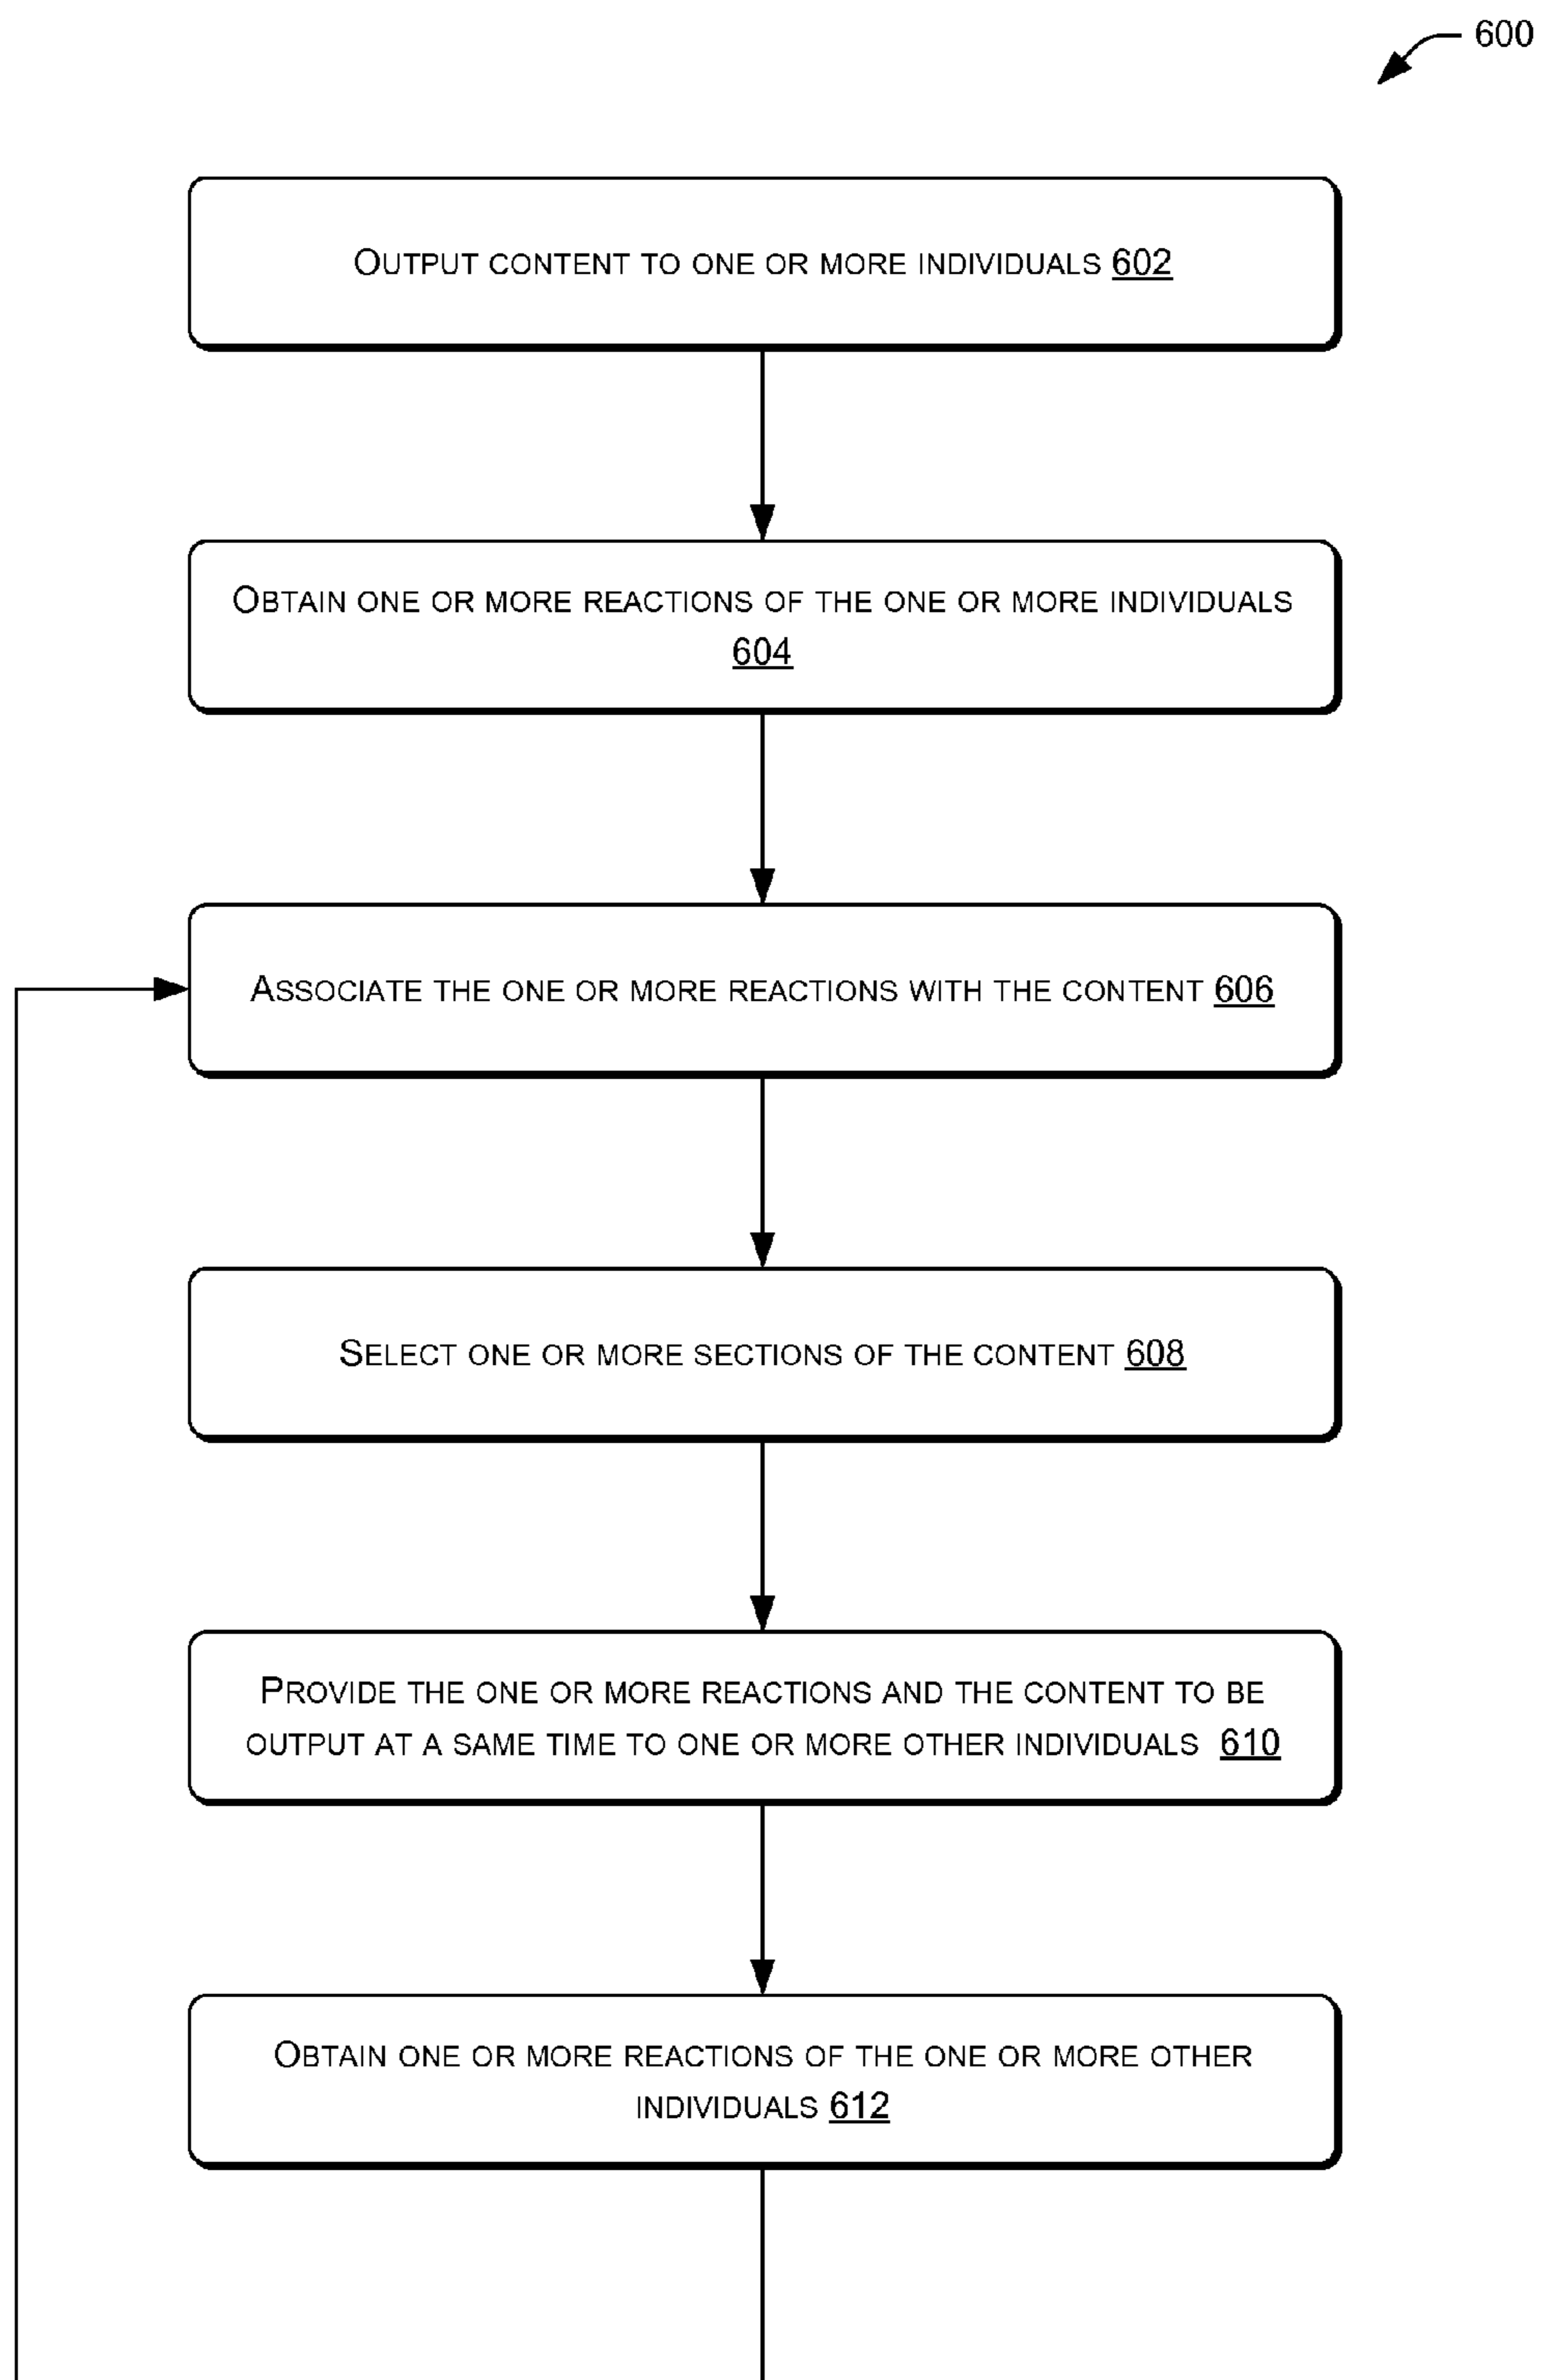 600
Output content to one or more individuals 602
Obtain one or more reactions of the one or more individuals
604
Associate the one or more reactions with the content 606
Select one or more sections of the content 608
Provide the one or more reactions and the content to be
output at a same time to one or more other individuals 610
Obtain one or more reactions of the one or more other
individuals 612